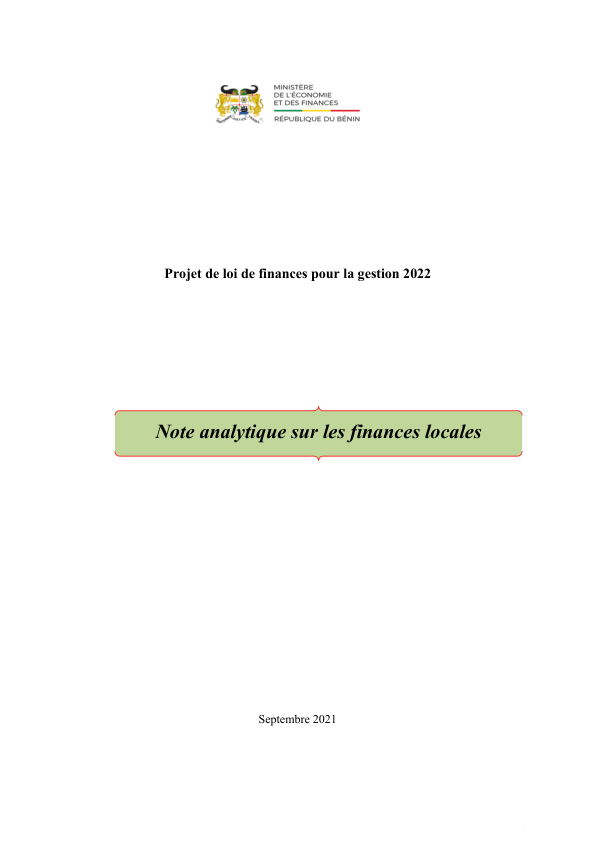 MINISTÈRE
DE L'ÉCONOMIE
ET DES FINANCES
RÉPUBLIQUE DU BÉNIN
Projet de loi de finances pour la gestion 2022
Note analytique sur les finances locales
Septembre 2021